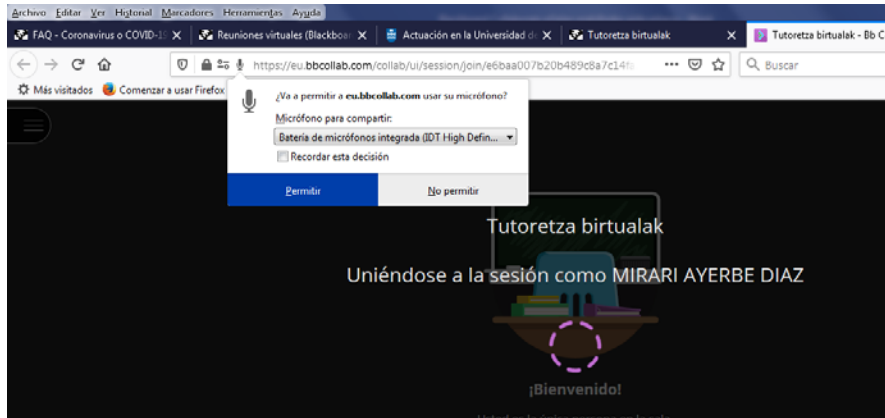 Archivo Editar Ver Historial Marcadores Herramientas Ayuda
FAQ - Coronavirus o COVID-19
Reuniones virtuales (Blackboar
Actuación en la Universidad de
Tutoretza birtualak
Tutoretza birtualak - Bb C
https://eu.bbcollab.com/collab/ui/session/join/e6baa007b20b489c8a7c14fa
Buscar
Más visitados Comenzar a usar Firefox
¿Va a permitir a eu.bbcollab.com usar su micrófono?
Micrófono para compartir:
Batería de micrófonos integrada (IDT High Defin...
Recordar esta decisión
Permitir No permitir
Tutoretza birtualak
Uniéndose a la sesión como MIRARI AYERBE DIAZ
¡Bienvenido!